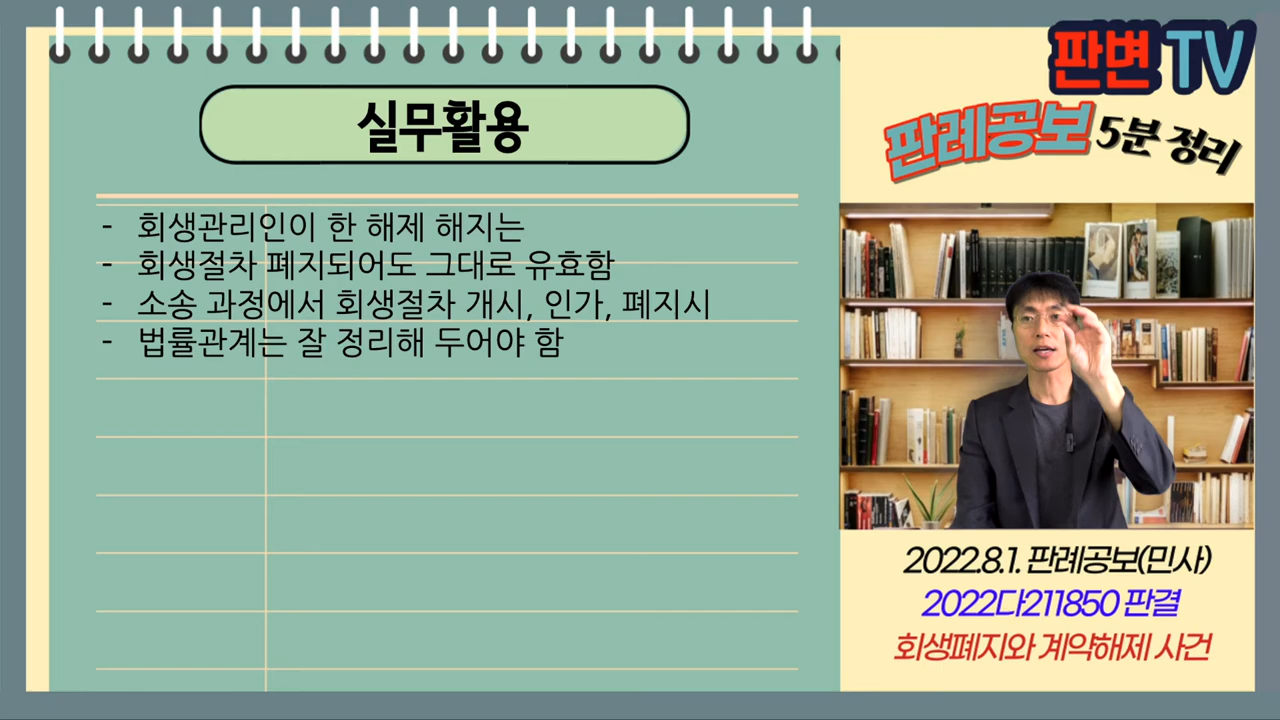 판변 TV
판례공보 5분 정리
실무활용
- 회생관리인이 한 해제 해지는
- 회생절차 폐지되어도 그대로 유효함
- 소송 과정에서 회생절차 개시, 인가, 폐지시
- 법률관계는 잘 정리해 두어야 함
2022.8.1. 판례공보(민사)
2022다211850 판결
회생폐지와 계약해제 사건